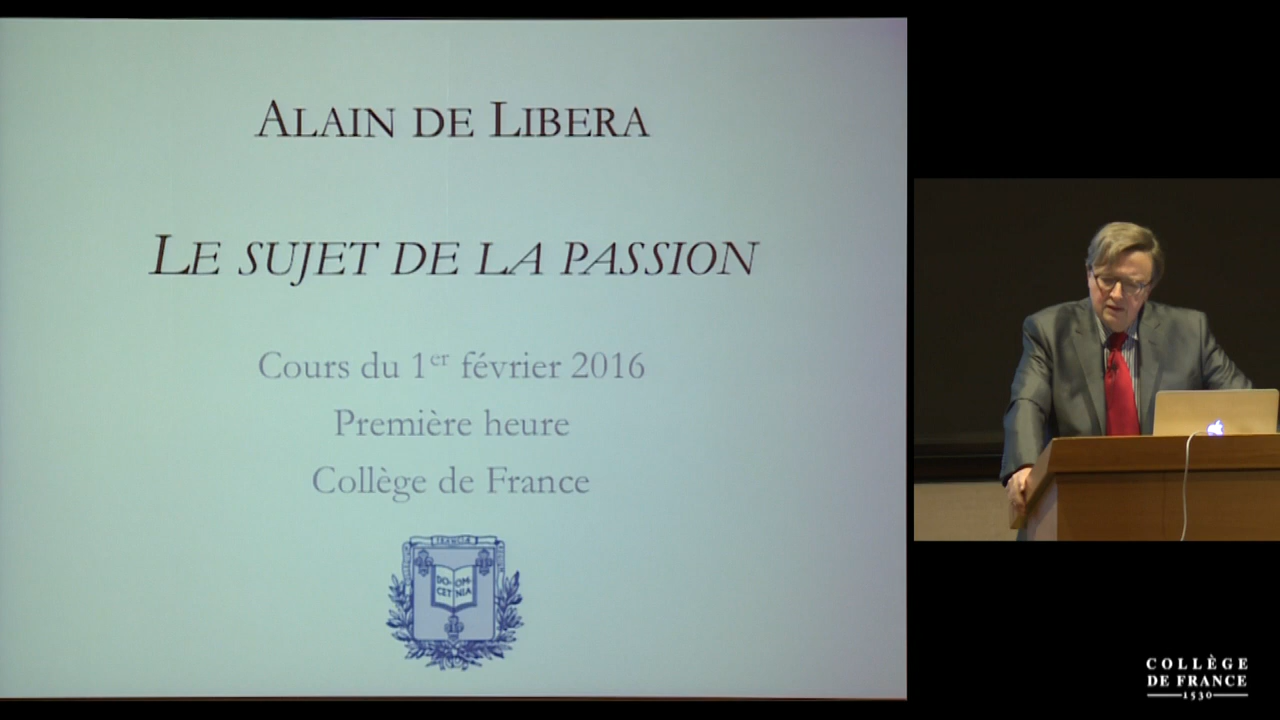 ALAIN DE LIBERA
LE SUJET DE LA PASSION
Cours du 1er février 2016
Première heure
Collège de France
DO- OM-
CET NIA
COLLÈGE
DE FRANCE
1530